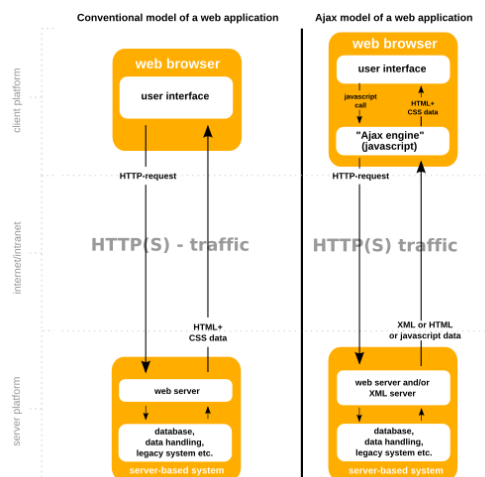 Conventional model of a web application
Ajax model of a web application
client platform
internet/intranet
server platform
web browser
user interface
HTTP-request
HTTP(S) - traffic
HTML+
CSS data
web server
database,
data handling,
legacy system etc.
server-based system
web browser
user interface
javascript
call
HTML+
CSS data
"Ajax engine"
(javascript)
HTTP-request
HTTP(S) traffic
XML or HTML
or javascript data
web server and/or
XML server
database,
data handling,
legacy system etc.
server-based system